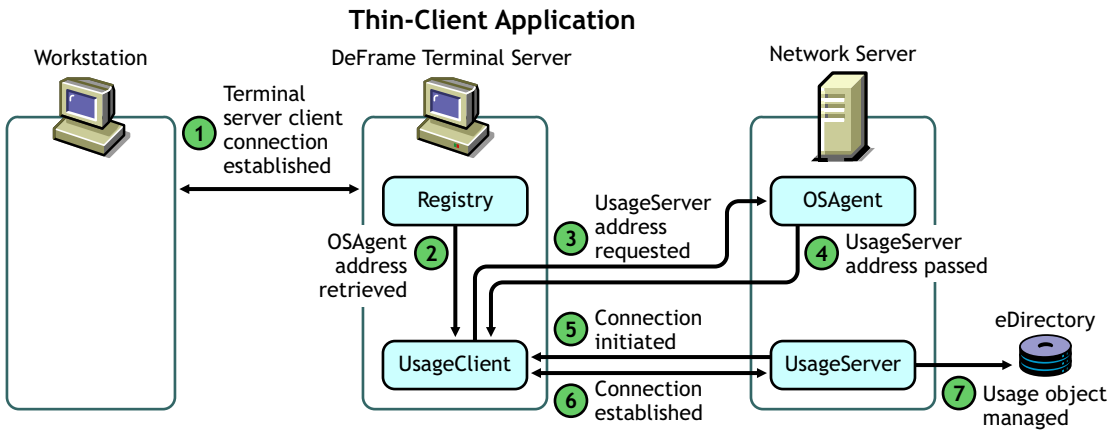 Thin-Client Application
Workstation
DeFrame Terminal Server
Network Server
1
Terminal
server client
connection
established
Registry
OSAgent
address
retrieved
2
3
UsageServer
address
requested
OSAgent
4
UsageServer
address passed
5
Connection
initiated
UsageClient
UsageServer
6
Connection
established
eDirectory
7
Usage object
managed